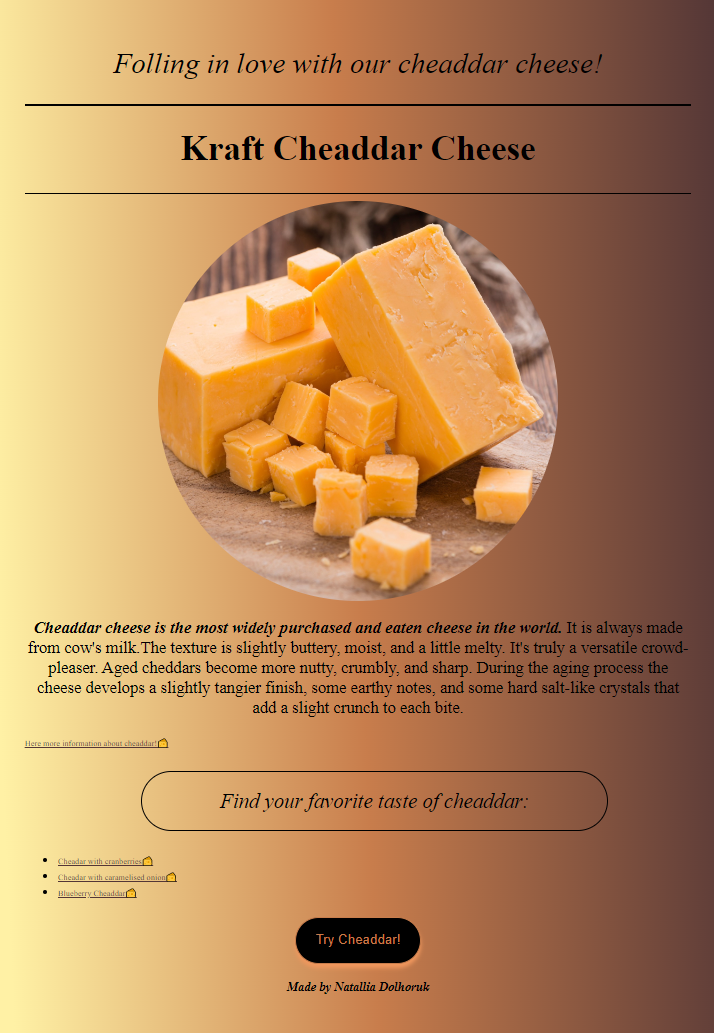 Folling in love with our cheaddar cheese!
Kraft Cheaddar Cheese
Cheaddar cheese is the most widely purchased and eaten cheese in the world. It is always made
from cow's milk.The texture is slightly buttery, moist, and a little melty. It's truly a versatile crowd-
pleaser. Aged cheddars become more nutty, crumbly, and sharp. During the aging process the
cheese develops a slightly tangier finish, some earthy notes, and some hard salt-like crystals that
add a slight crunch to each bite.
Here more information about cheaddar!🧀
Find your favorite taste of cheaddar:
Cheadar with cranberries🧀
Cheadar with caramelised onion🧀
Blueberry Cheaddar🧀
Try Cheaddar!
Made by Natallia Dolhoruk